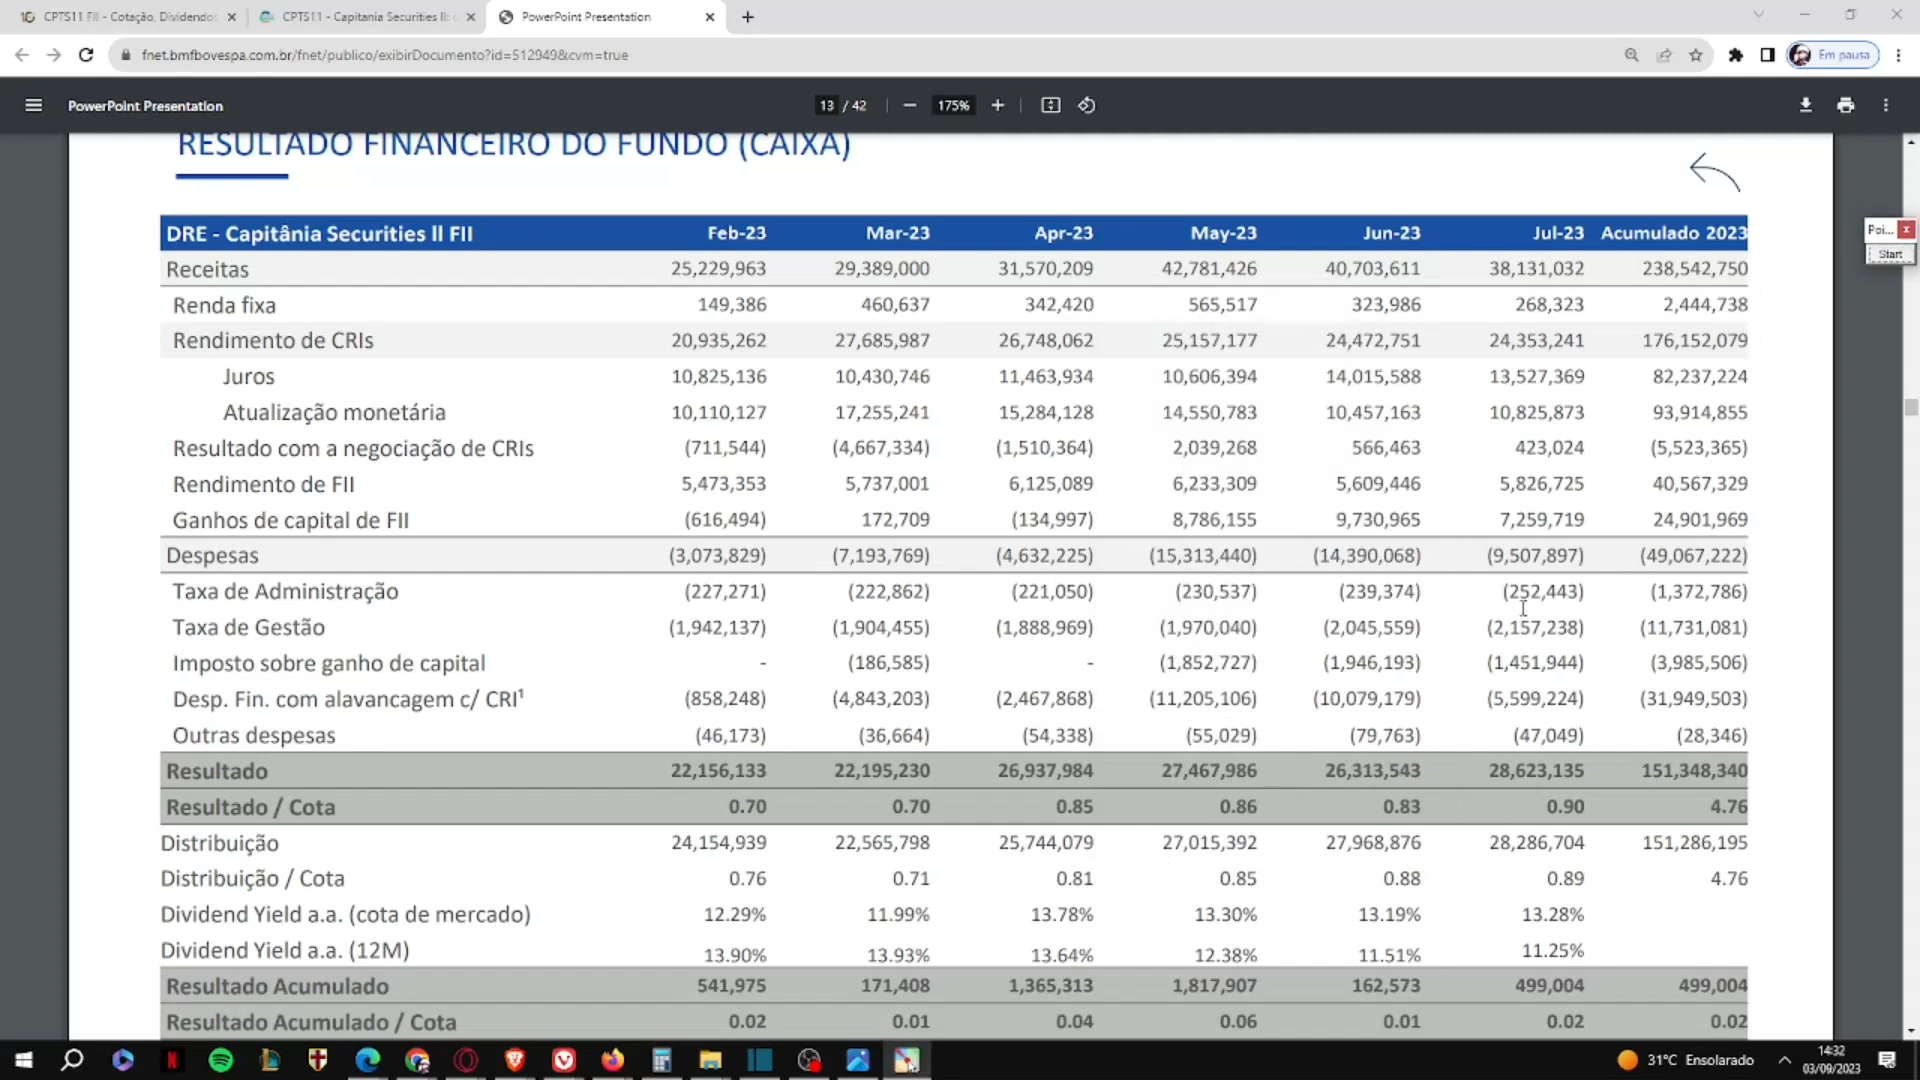 CPTS11 FII - Cotação, Dividendos
CPTS11 - Capitania Securities II:
PowerPoint Presentation
fnet.bmfbovespa.com.br/fnet/publico/exibirDocumento?id=512949&cvm=true
Em pausa
PowerPoint Presentation
13 / 42
175%
RESULTADO FINANCEIRO DO FUNDO (CAIXA)
Poi...
Start
DRE - Capitânia Securities ll FII Feb-23 Mar-23 Apr-23 May-23 Jun-23 Jul-23 Acumulado 2023
Receitas 25,229,963 29,389,000 31,570,209 42,781,426 40,703,611 38,131,032 238,542,750
Renda fixa 149,386 460,637 342,420 565,517 323,986 268,323 2,444,738
Rendimento de CRIs 20,935,262 27,685,987 26,748,062 25,157,177 24,472,751 24,353,241 176,152,079
Juros 10,825,136 10,430,746 11,463,934 10,606,394 14,015,588 13,527,369 82,237,224
Atualização monetária 10,110,127 17,255,241 15,284,128 14,550,783 10,457,163 10,825,873 93,914,855
Resultado com a negociação de CRIs (711,544) (4,667,334) (1,510,364) 2,039,268 566,463 423,024 (5,523,365)
Rendimento de FII 5,473,353 5,737,001 6,125,089 6,233,309 5,609,446 5,826,725 40,567,329
Ganhos de capital de FII (616,494) 172,709 (134,997) 8,786,155 9,730,965 7,259,719 24,901,969
Despesas (3,073,829) (7,193,769) (4,632,225) (15,313,440) (14,390,068) (9,507,897) (49,067,222)
Taxa de Administração (227,271) (222,862) (221,050) (230,537) (239,374) (252,443) (1,372,786)
Taxa de Gestão (1,942,137) (1,904,455) (1,888,969) (1,970,040) (2,045,559) (2,157,238) (11,731,081)
Imposto sobre ganho de capital - (186,585) - (1,852,727) (1,946,193) (1,451,944) (3,985,506)
Desp. Fin. com alavancagem c/ CRI¹ (858,248) (4,843,203) (2,467,868) (11,205,106) (10,079,179) (5,599,224) (31,949,503)
Outras despesas (46,173) (36,664) (54,338) (55,029) (79,763) (47,049) (28,346)
Resultado 22,156,133 22,195,230 26,937,984 27,467,986 26,313,543 28,623,135 151,348,340
Resultado / Cota 0.70 0.70 0.85 0.86 0.83 0.90 4.76
Distribuição 24,154,939 22,565,798 25,744,079 27,015,392 27,968,876 28,286,704 151,286,195
Distribuição / Cota 0.76 0.71 0.81 0.85 0.88 0.89 4.76
Dividend Yield a.a. (cota de mercado) 12.29% 11.99% 13.78% 13.30% 13.19% 13.28%
Dividend Yield a.a. (12M) 13.90% 13.93% 13.64% 12.38% 11.51% 11.25%
Resultado Acumulado 541,975 171,408 1,365,313 1,817,907 162,573 499,004 499,004
Resultado Acumulado / Cota 0.02 0.01 0.04 0.06 0.01 0.02 0.02
31°C Ensolarado
14:32
03/09/2023